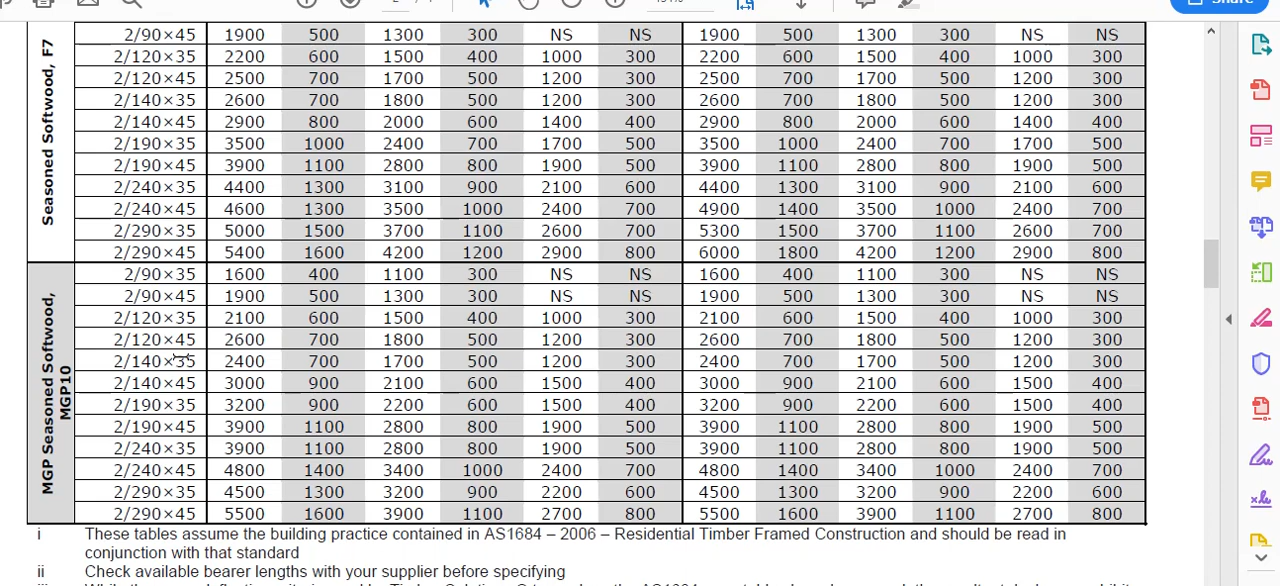 Share
Seasoned Softwood, F7
2/90×45 1900 500 1300 300 NS NS 1900 500 1300 300 NS NS
2/120×35 2200 600 1500 400 1000 300 2200 600 1500 400 1000 300
2/120×45 2500 700 1700 500 1200 300 2500 700 1700 500 1200 300
2/140×35 2600 700 1800 500 1200 300 2600 700 1800 500 1200 300
2/140×45 2900 800 2000 600 1400 400 2900 800 2000 600 1400 400
2/190×35 3500 1000 2400 700 1700 500 3500 1000 2400 700 1700 500
2/190×45 3900 1100 2800 800 1900 500 3900 1100 2800 800 1900 500
2/240×35 4400 1300 3100 900 2100 600 4400 1300 3100 900 2100 600
2/240×45 4600 1300 3500 1000 2400 700 4900 1400 3500 1000 2400 700
2/290×35 5000 1500 3700 1100 2600 700 5300 1500 3700 1100 2600 700
2/290×45 5400 1600 4200 1200 2900 800 6000 1800 4200 1200 2900 800
MGP Seasoned Softwood,
MGP10
2/90×35 1600 400 1100 300 NS NS 1600 400 1100 300 NS NS
2/90×45 1900 500 1300 300 NS NS 1900 500 1300 300 NS NS
2/120×35 2100 600 1500 400 1000 300 2100 600 1500 400 1000 300
2/120×45 2600 700 1800 500 1200 300 2600 700 1800 500 1200 300
2/140×35 2400 700 1700 500 1200 300 2400 700 1700 500 1200 300
2/140×45 3000 900 2100 600 1500 400 3000 900 2100 600 1500 400
2/190×35 3200 900 2200 600 1500 400 3200 900 2200 600 1500 400
2/190×45 3900 1100 2800 800 1900 500 3900 1100 2800 800 1900 500
2/240×35 3900 1100 2800 800 1900 500 3900 1100 2800 800 1900 500
2/240×45 4800 1400 3400 1000 2400 700 4800 1400 3400 1000 2400 700
2/290×35 4500 1300 3200 900 2200 600 4500 1300 3200 900 2200 600
2/290×45 5500 1600 3900 1100 2700 800 5500 1600 3900 1100 2700 800
i These tables assume the building practice contained in AS1684 – 2006 – Residential Timber Framed Construction and should be read in
conjunction with that standard
ii Check available bearer lengths with your supplier before specifying